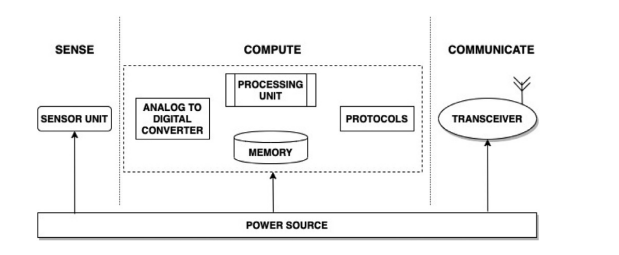 SENSE
COMPUTE
COMMUNICATE
SENSOR UNIT
ANALOG TO
DIGITAL
CONVERTER
PROCESSING
UNIT
MEMORY
PROTOCOLS
TRANSCEIVER
POWER SOURCE